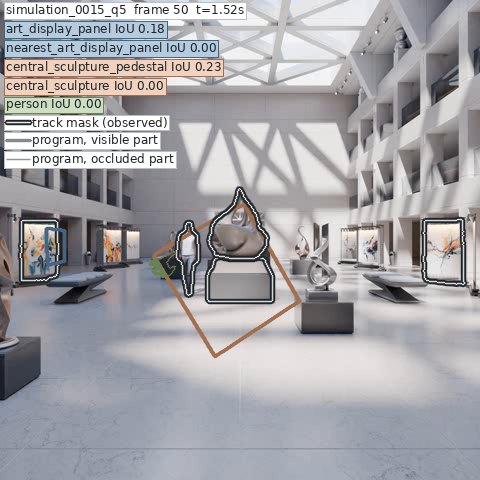 simulation_0015_q5  frame 50  t=1.52s
art_display_panel IoU 0.18
nearest_art_display_panel IoU 0.00
central_sculpture_pedestal IoU 0.23
central_sculpture IoU 0.00
person IoU 0.00
track mask (observed)
program, visible part
program, occluded part